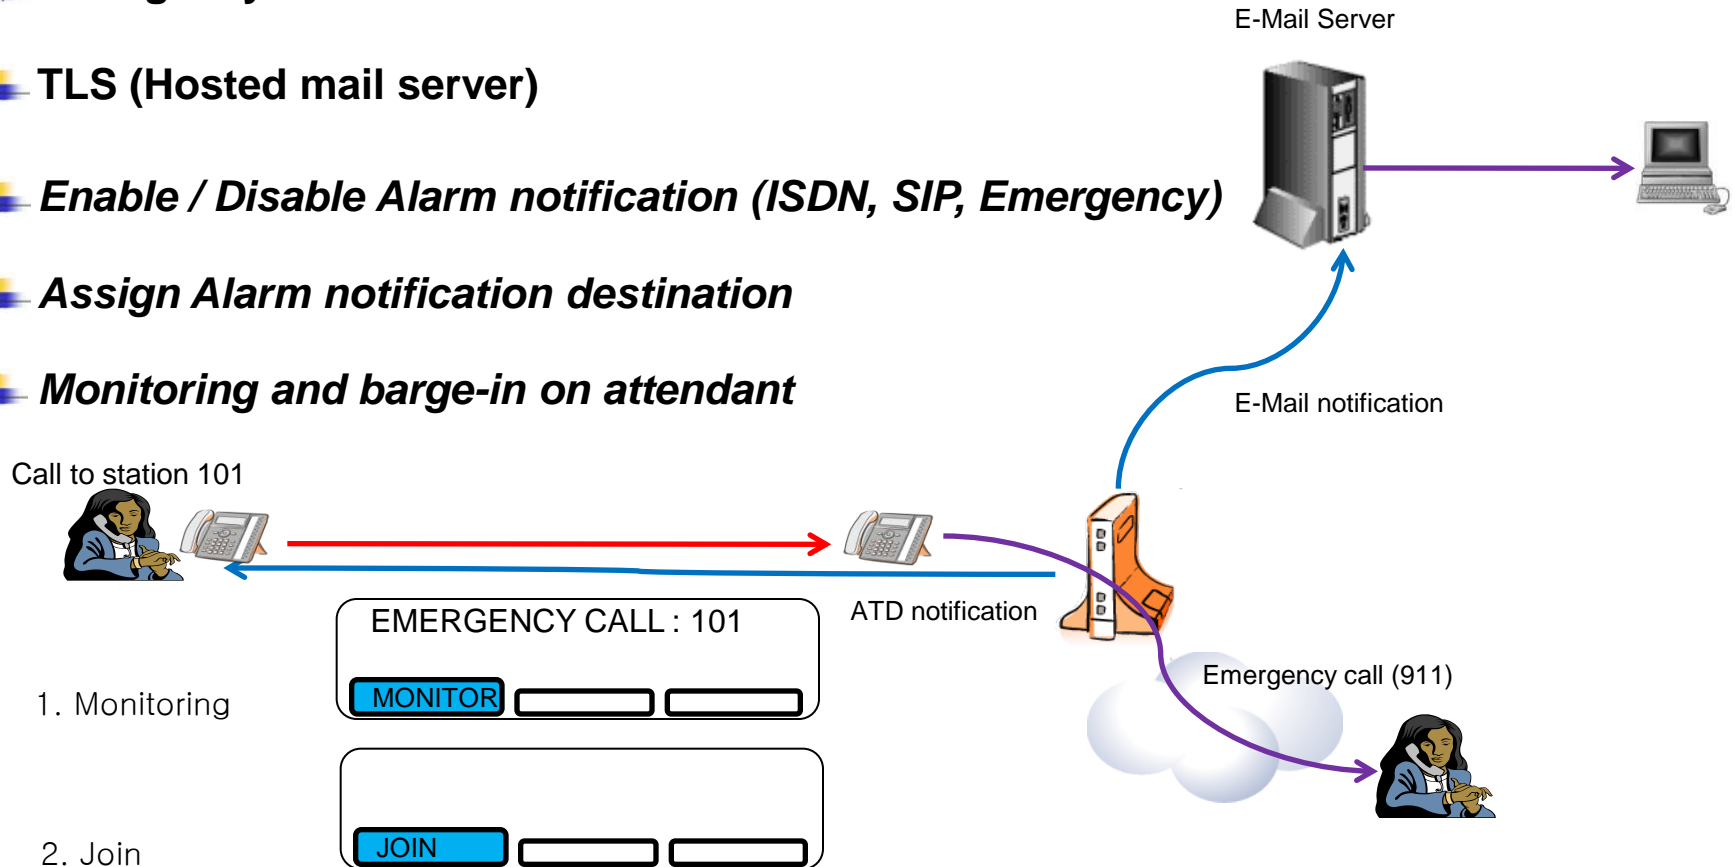 E-Mail Server
TLS (Hosted mail server)
Enable / Disable Alarm notification (ISDN, SIP, Emergency)
Assign Alarm notification destination
Monitoring and barge-in on attendant
E-Mail notification
Call to station 101
ATD notification
EMERGENCY CALL : 101
MONITOR
1. Monitoring
Emergency call (911)
JOIN
2. Join